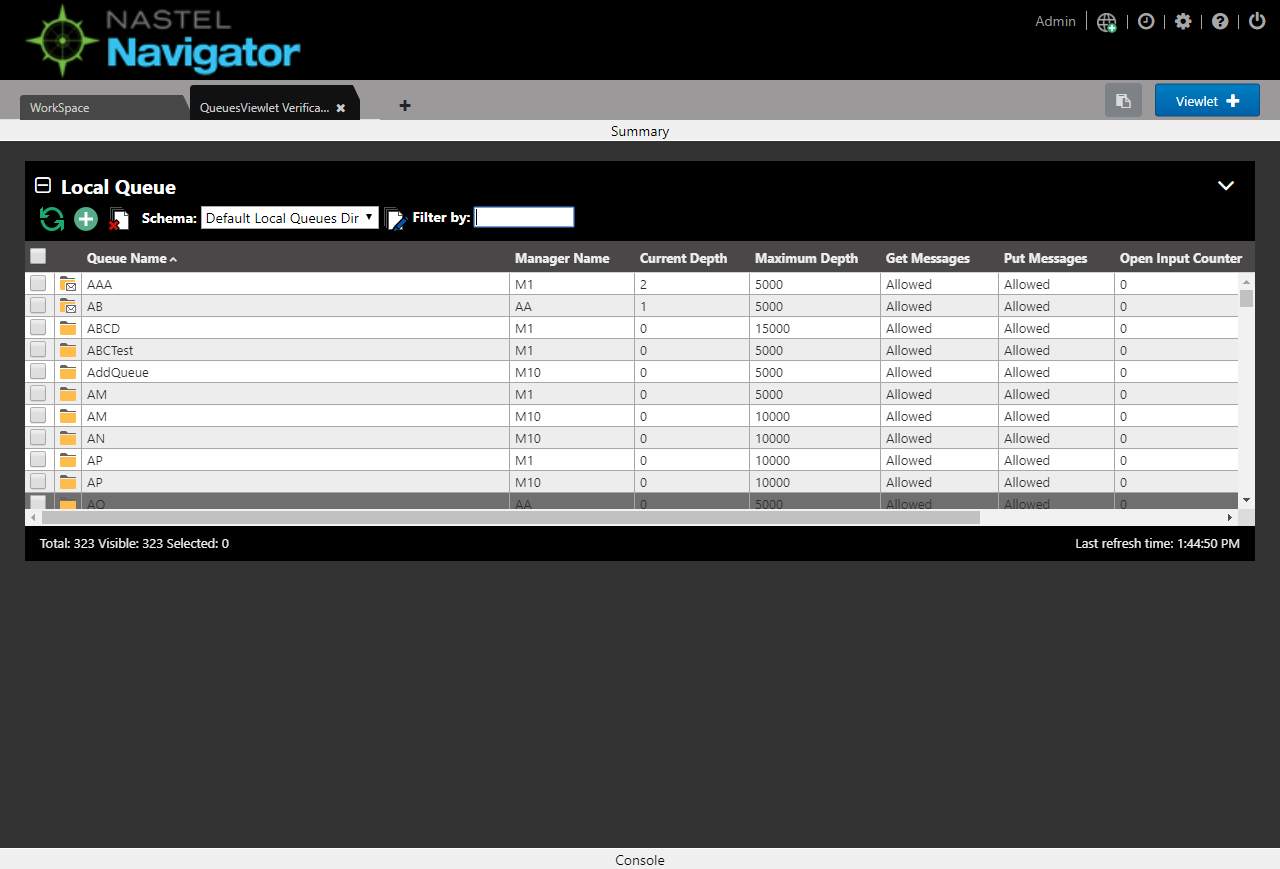 NASTEL
Navigator
Admin
WorkSpace
QueuesViewlet Verifica...
Viewlet
Summary
Local Queue
Schema: Default Local Queues Dir Filter by:
Queue Name Manager Name Current Depth Maximum Depth Get Messages Put Messages Open Input Counter
AAA M1 2 5000 Allowed Allowed 0
AB AA 1 5000 Allowed Allowed 0
ABCD M1 0 15000 Allowed Allowed 0
ABCTest M1 0 5000 Allowed Allowed 0
AddQueue M10 0 5000 Allowed Allowed 0
AM M1 0 5000 Allowed Allowed 0
AM M10 0 10000 Allowed Allowed 0
AN M10 0 10000 Allowed Allowed 0
AP M1 0 10000 Allowed Allowed 0
AP M10 0 10000 Allowed Allowed 0
AA 0 5000 Allowed Allowed 0
Total: 323 Visible: 323 Selected: 0 Last refresh time: 1:44:50 PM
Console